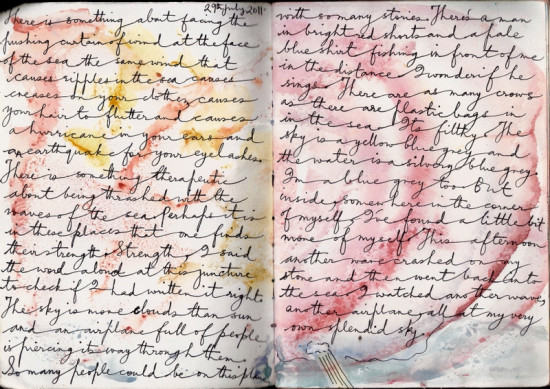 29th July 2011
There is something about facing the
pushing curtain of wind at the face
of the sea. The same wind that
causes ripples in the sea causes
creases on your clothes, causes
your hair to flutter and causes
a hurricane in your ears and
an earthquake for your eyelashes.
There is something therapeutic
about being thrashed with the
waves of the sea. Perhaps it is
in these places that one finds
their strength. Strength, I said
the word aloud at this juncture
to check if I had written it right.
The sky is more clouds than sun
and an airplane full of people
is piercing its way through them.
So many people could be on this plane
with so many stories. There's a man
in bright red shorts and a pale
blue shirt fishing in front of me
in the distance. I wonder if he
sings. There are as many crows
as there are plastic bags in
in the sea. Its filthy. The
sky is a yellow blue grey and
the water is a silvery blue grey.
I'm a blue grey too but
inside, somewhere in the corner
of myself, I've found a little bit
more of myself. This afternoon
another wave crashed on my
stone and then went back into
the sea. I watched another wave,
another airplane, all at my very
own splendid sky.